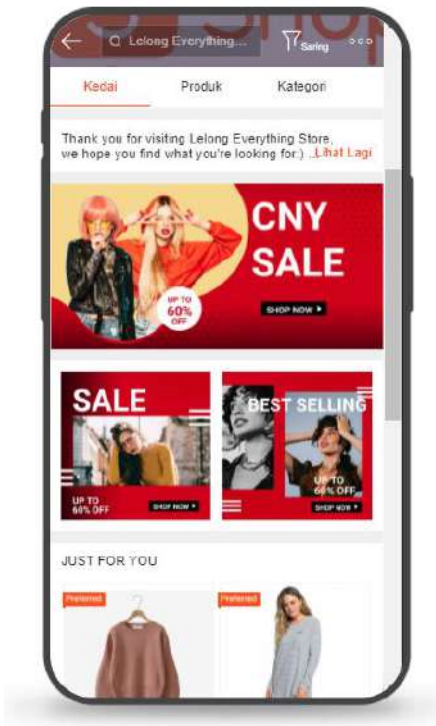 Shop
Lelong Everything...
Saring
Kedai
Produk
Kategori
Thank you for visiting Lelong Everything Store,
we hope you find what you're looking for:) ..Lihat Lagi
CNY
SALE
UP TO
60%
OFF
SHOP NOW
SALE
UP TO
60% OFF
SHOP NOW
BEST SELLING
UP TO
60% OFF
SHOP NOW
JUST FOR YOU
Preferred
Preferred